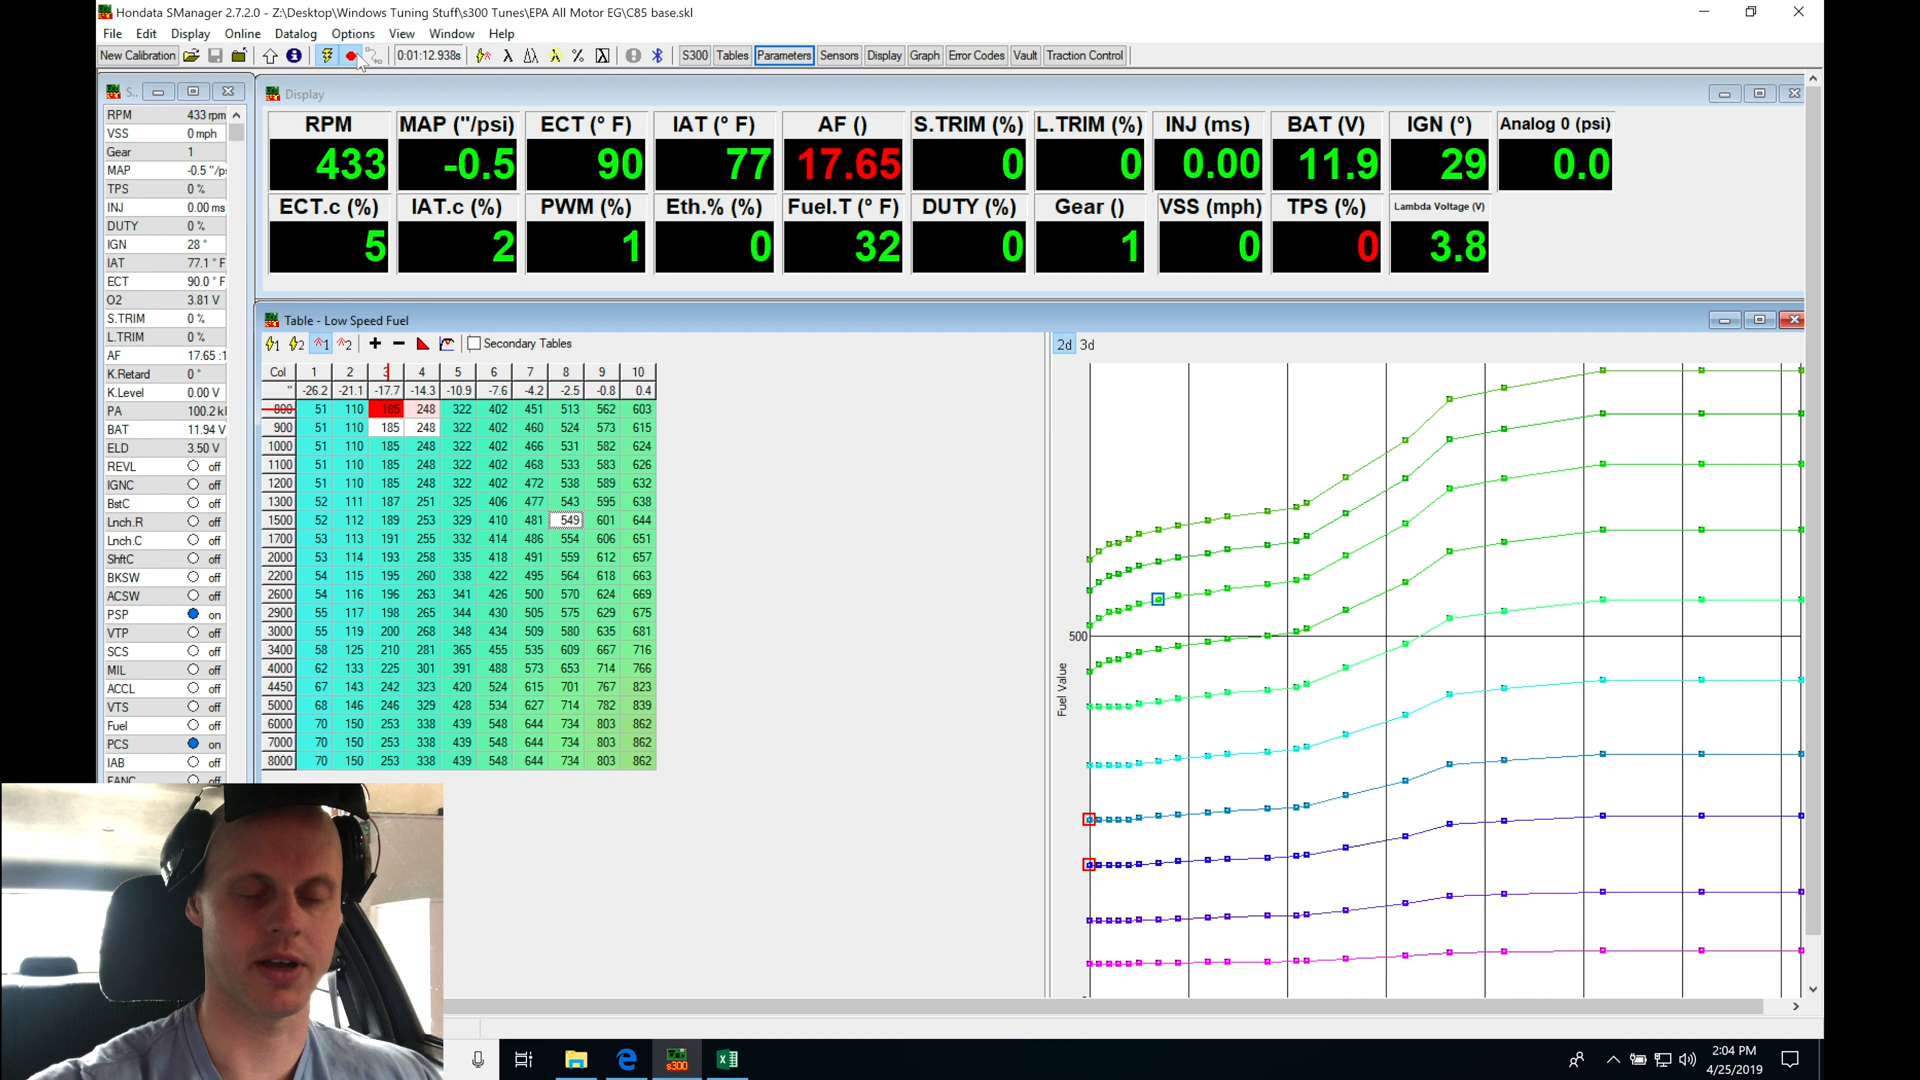 Hondata SManager 2.7.2.0 - Z:\Desktop\Windows Tuning Stuff\s300 Tunes\EPA All Motor EG\C85 base.skl
File Edit Display Online Datalog Options View Window Help
New Calibration 0:01:12.938s S300 Tables Parameters Sensors Display Graph Error Codes Vault Traction Control
S..
RPM 433 rpm
VSS 0 mph
Gear 1
MAP -0.5 "/p
TPS 0 %
INJ 0.00 ms
DUTY 0 %
IGN 28 °
IAT 77.1 ° F
ECT 90.0 ° F
O2 3.81 V
S.TRIM 0 %
L.TRIM 0 %
AF 17.65 :1
K.Retard 0 °
K.Level 0.00 V
PA 100.2 k
BAT 11.94 V
ELD 3.50 V
REVL off
IGNC off
BstC off
Lnch.R off
Lnch.C off
ShftC off
BKSW off
ACSW off
PSP on
VTP off
SCS off
MIL off
ACCL off
VTS off
Fuel off
PCS on
IAB off
FANC off
Display
RPM MAP ("/psi) ECT (° F) IAT (° F) AF () S.TRIM (%) L.TRIM (%) INJ (ms) BAT (V) IGN (°) Analog 0 (psi)
433 -0.5 90 77 17.65 0 0 0.00 11.9 29 0.0
ECT.c (%) IAT.c (%) PWM (%) Eth.% (%) Fuel.T (° F) DUTY (%) Gear () VSS (mph) TPS (%) Lambda Voltage (V)
5 2 1 0 32 0 1 0 0 3.8
Table - Low Speed Fuel
1 2 1 2 Secondary Tables
Col 1 2 3 4 5 6 7 8 9 10
" -26.2 -21.1 -17.7 -14.3 -10.9 -7.6 -4.2 -2.5 -0.8 0.4
800 51 110 185 248 322 402 451 513 562 603
900 51 110 185 248 322 402 460 524 573 615
1000 51 110 185 248 322 402 466 531 582 624
1100 51 110 185 248 322 402 468 533 583 626
1200 51 110 185 248 322 402 472 538 589 632
1300 52 111 187 251 325 406 477 543 595 638
1500 52 112 189 253 329 410 481 549 601 644
1700 53 113 191 255 332 414 486 554 606 651
2000 53 114 193 258 335 418 491 559 612 657
2200 54 115 195 260 338 422 495 564 618 663
2600 54 116 196 263 341 426 500 570 624 669
2900 55 117 198 265 344 430 505 575 629 675
3000 55 119 200 268 348 434 509 580 635 681
3400 58 125 210 281 365 455 535 609 667 716
4000 62 133 225 301 391 488 573 653 714 766
4450 67 143 242 323 420 524 615 701 767 823
5000 68 146 246 329 428 534 627 714 782 839
6000 70 150 253 338 439 548 644 734 803 862
7000 70 150 253 338 439 548 644 734 803 862
8000 70 150 253 338 439 548 644 734 803 862
2d 3d
500
Fuel Value
s300
2:04 PM
4/25/2019